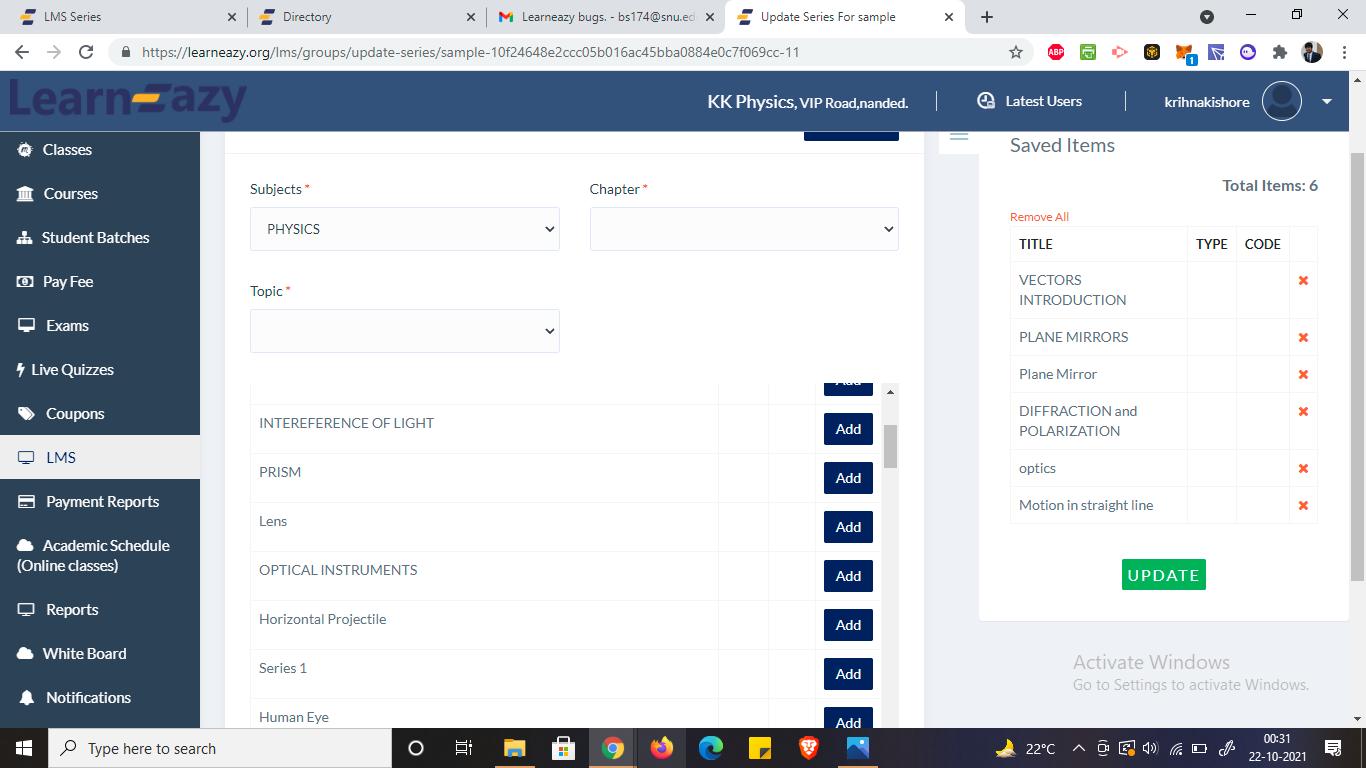 LMS Series
Directory
Learneazy bugs. - bs174@snu.ed
Update Series For sample
https://learneazy.org/lms/groups/update-series/sample-10f24648e2ccc05b016ac45bba0884e0c7f069cc-11
ABP
1
LearnEazy
KK Physics, VIP Road,nanded.
Latest Users
krihnakishore
Classes
Courses
Student Batches
Pay Fee
Exams
Live Quizzes
Coupons
LMS
Payment Reports
Academic Schedule
(Online classes)
Reports
White Board
Notifications
Subjects *
Chapter *
PHYSICS
Topic *
Add
INTEREFERENCE OF LIGHT
Add
PRISM
Add
Lens
Add
OPTICAL INSTRUMENTS
Add
Horizontal Projectile
Add
Series 1
Add
Human Eye
Add
Saved Items
Total Items: 6
Remove All
TITLE TYPE CODE
VECTORS
INTRODUCTION
PLANE MIRRORS
Plane Mirror
DIFFRACTION and
POLARIZATION
optics
Motion in straight line
UPDATE
Activate Windows
Go to Settings to activate Windows.
Type here to search
22°C
00:31
22-10-2021